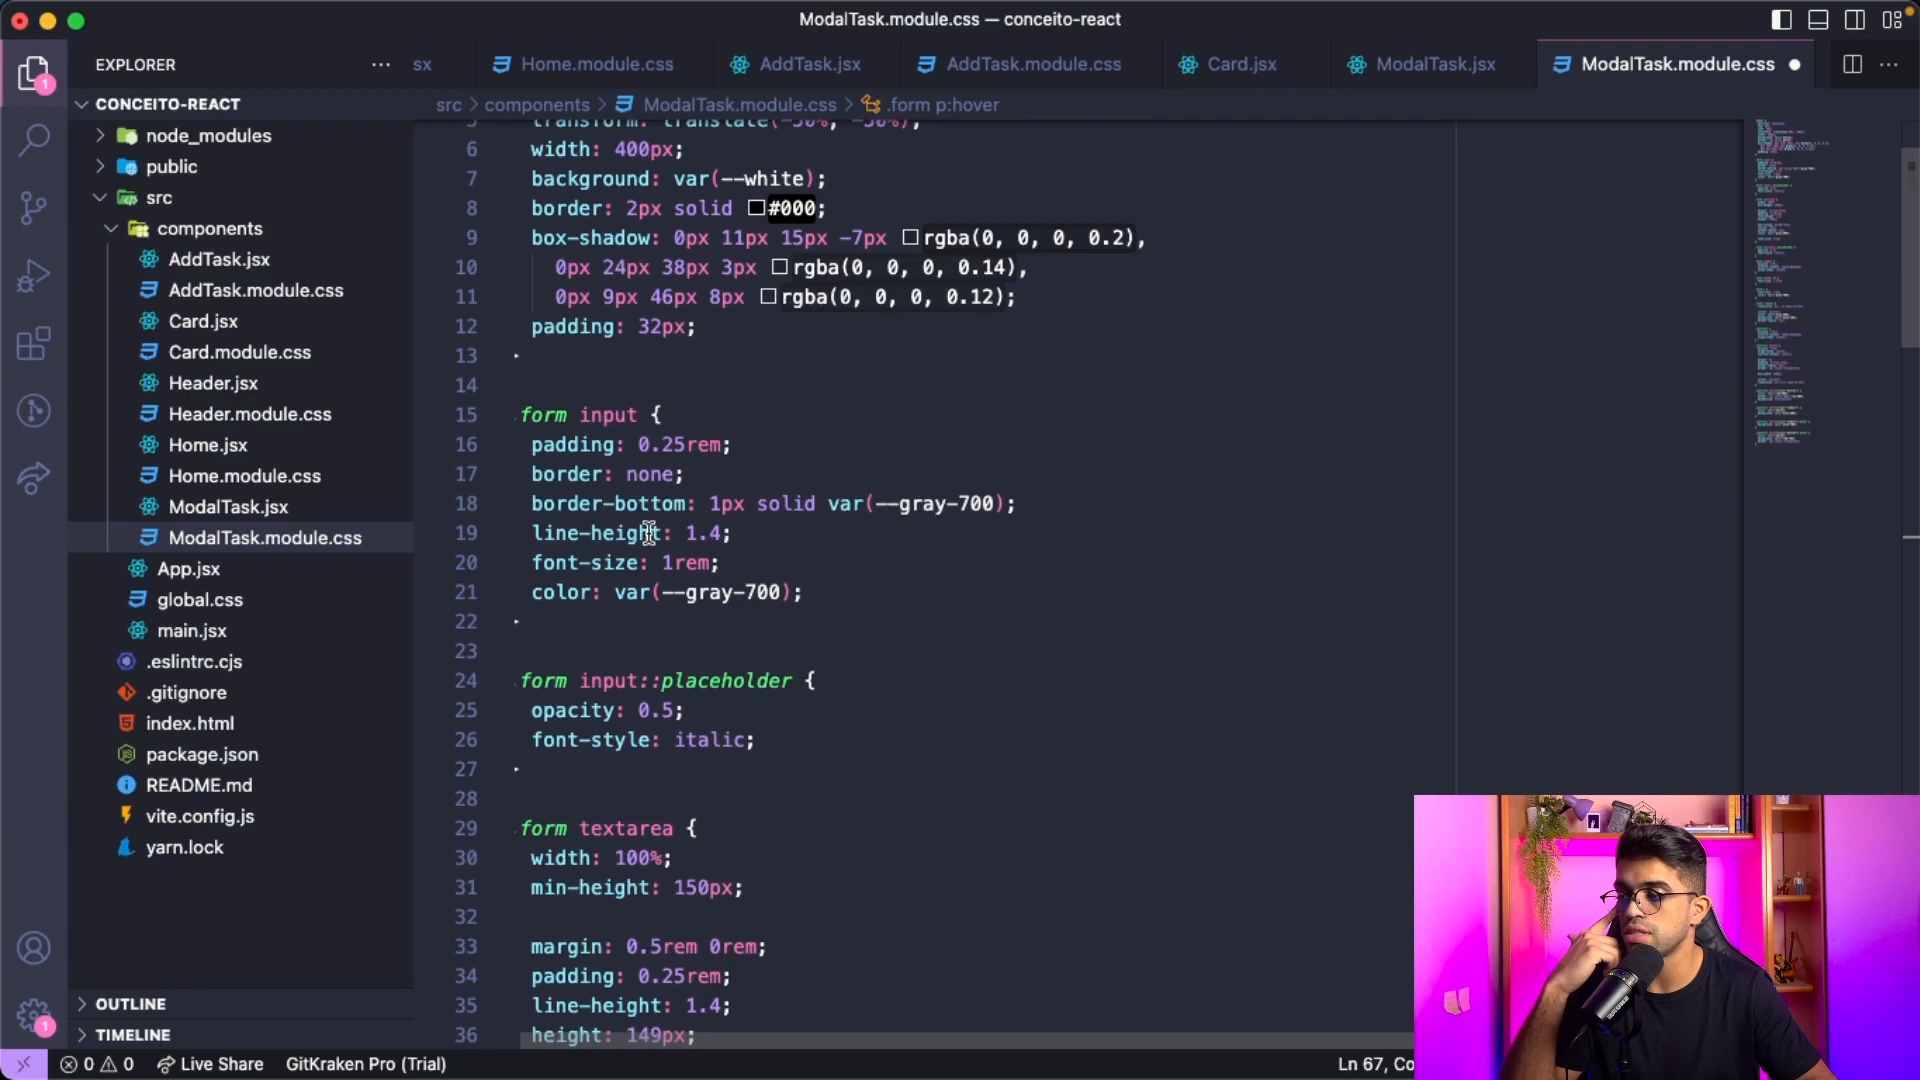 ModalTask.module.css — conceito-react
EXPLORER
sx
Home.module.css
AddTask.jsx
AddTask.module.css
Card.jsx
ModalTask.jsx
ModalTask.module.css
CONCEITO-REACT
src > components > ModalTask.module.css > .form p:hover
node_modules
public
src
components
AddTask.jsx
AddTask.module.css
Card.jsx
Card.module.css
Header.jsx
Header.module.css
Home.jsx
Home.module.css
ModalTask.jsx
ModalTask.module.css
App.jsx
global.css
main.jsx
.eslintrc.cjs
.gitignore
index.html
package.json
README.md
vite.config.js
yarn.lock
OUTLINE
TIMELINE
5 transform: translate(-50%, -50%);
6 width: 400px;
7 background: var(--white);
8 border: 2px solid #000;
9 box-shadow: 0px 11px 15px -7px rgba(0, 0, 0, 0.2),
10 0px 24px 38px 3px rgba(0, 0, 0, 0.14),
11 0px 9px 46px 8px rgba(0, 0, 0, 0.12);
12 padding: 32px;
13
14
15 .form input {
16 padding: 0.25rem;
17 border: none;
18 border-bottom: 1px solid var(--gray-700);
19 line-height: 1.4;
20 font-size: 1rem;
21 color: var(--gray-700);
22
23
24 .form input::placeholder {
25 opacity: 0.5;
26 font-style: italic;
27
28
29 .form textarea {
30 width: 100%;
31 min-height: 150px;
32
33 margin: 0.5rem 0rem;
34 padding: 0.25rem;
35 line-height: 1.4;
36 height: 149px;
1
1
0 0
Live Share
GitKraken Pro (Trial)
Ln 67, Co